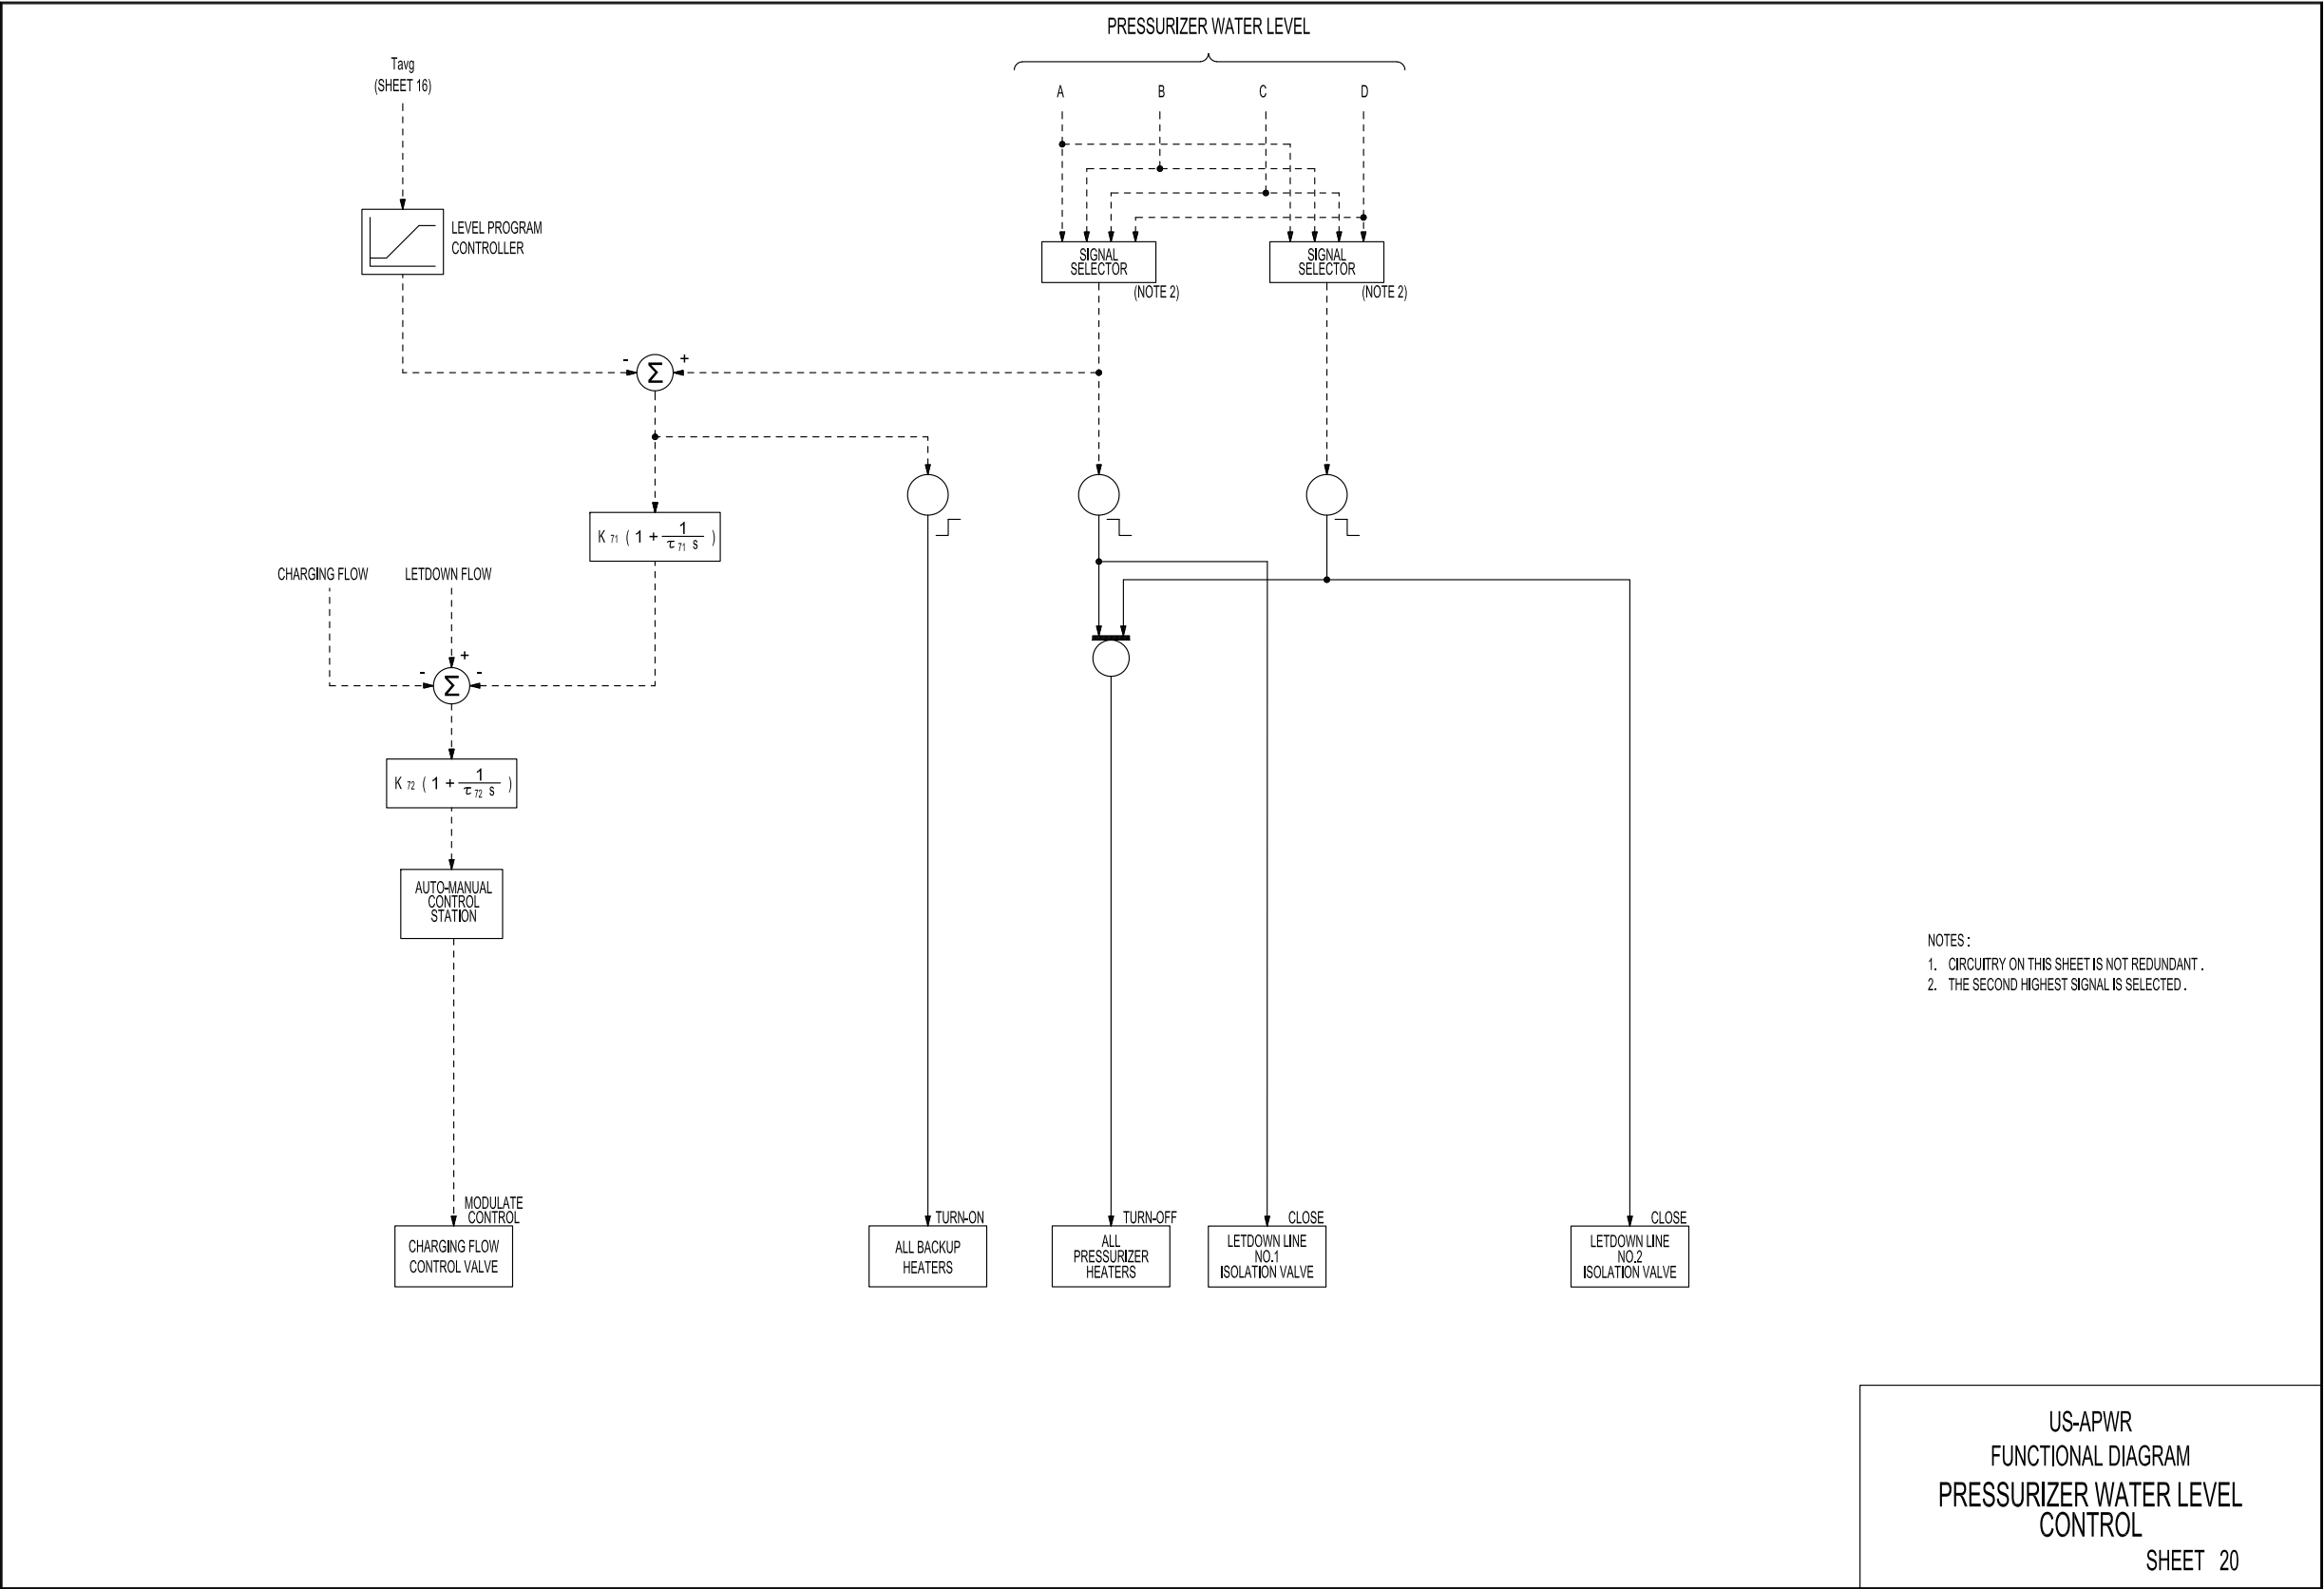 PRESSURIZER WATER LEVEL
Tavg
(SHEET 16)
A B C D
LEVEL PROGRAM
CONTROLLER
SIGNAL
SELECTOR
(NOTE 2)
SIGNAL
SELECTOR
(NOTE 2)
- Σ +
K 71 ( 1 + 1 / τ 71 s )
CHARGING FLOW
LETDOWN FLOW
+
- Σ -
K 72 ( 1 + 1 / τ 72 s )
AUTO-MANUAL
CONTROL
STATION
NOTES :
1. CIRCUITRY ON THIS SHEET IS NOT REDUNDANT .
2. THE SECOND HIGHEST SIGNAL IS SELECTED .
MODULATE
CONTROL
CHARGING FLOW
CONTROL VALVE
TURN-ON
ALL BACKUP
HEATERS
TURN-OFF
ALL
PRESSURIZER
HEATERS
CLOSE
LETDOWN LINE
NO.1
ISOLATION VALVE
CLOSE
LETDOWN LINE
NO.2
ISOLATION VALVE
US-APWR
FUNCTIONAL DIAGRAM
PRESSURIZER WATER LEVEL
CONTROL
SHEET 20